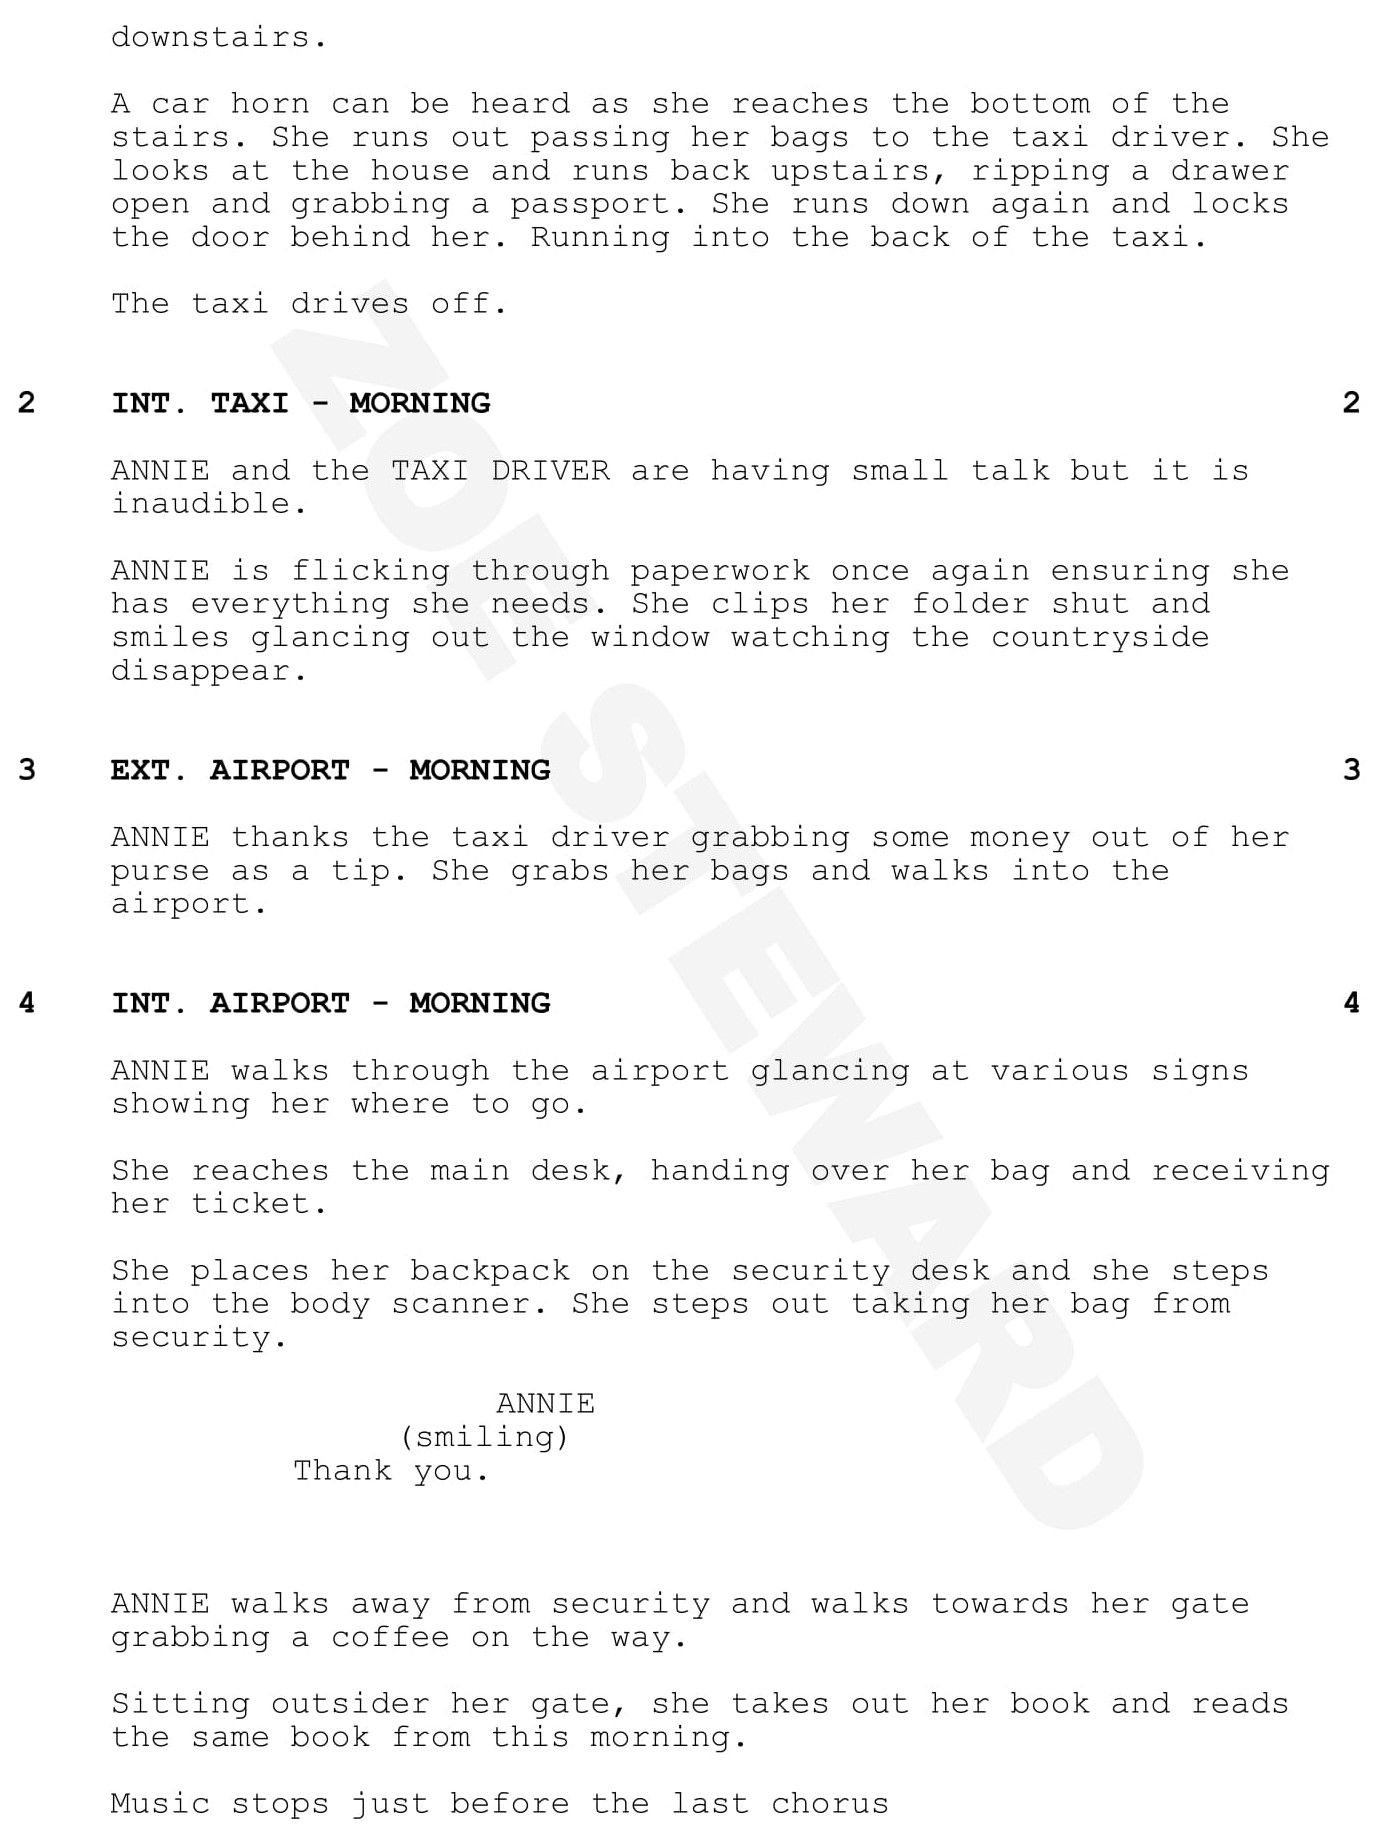 downstairs.
A car horn can be heard as she reaches the bottom of the
stairs. She runs out passing her bags to the taxi driver. She
looks at the house and runs back upstairs, ripping a drawer
open and grabbing a passport. She runs down again and locks
the door behind her. Running into the back of the taxi.
The taxi drives off.
2 INT. TAXI - MORNING 2
ANNIE and the TAXI DRIVER are having small talk but it is
inaudible.
ANNIE is flicking through paperwork once again ensuring she
has everything she needs. She clips her folder shut and
smiles glancing out the window watching the countryside
disappear.
3 EXT. AIRPORT - MORNING 3
ANNIE thanks the taxi driver grabbing some money out of her
purse as a tip. She grabs her bags and walks into the
airport.
4 INT. AIRPORT - MORNING 4
ANNIE walks through the airport glancing at various signs
showing her where to go.
She reaches the main desk, handing over her bag and receiving
her ticket.
She places her backpack on the security desk and she steps
into the body scanner. She steps out taking her bag from
security.
ANNIE
(smiling)
Thank you.
ANNIE walks away from security and walks towards her gate
grabbing a coffee on the way.
Sitting outsider her gate, she takes out her book and reads
the same book from this morning.
Music stops just before the last chorus
ZOE STEWARD